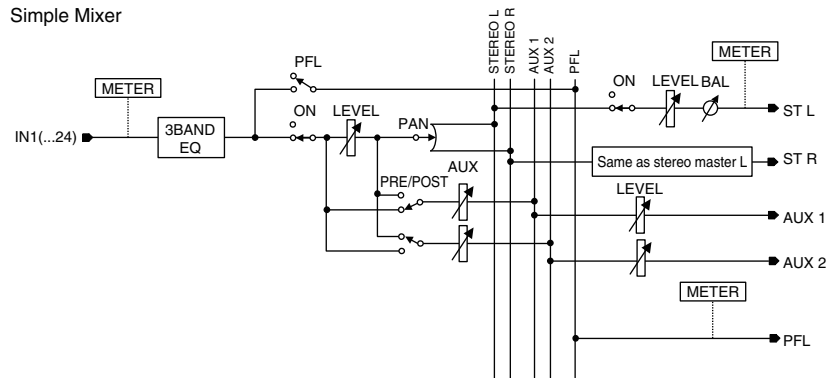 Simple Mixer
STEREO L
STEREO R
AUX 1
AUX 2
PFL
METER
METER
PFL
ON
LEVEL
BAL
ST L
ON
LEVEL
IN1(...24)
3BAND
EQ
PAN
Same as stereo master L
ST R
PRE/POST
AUX
LEVEL
AUX 1
AUX 2
METER
PFL